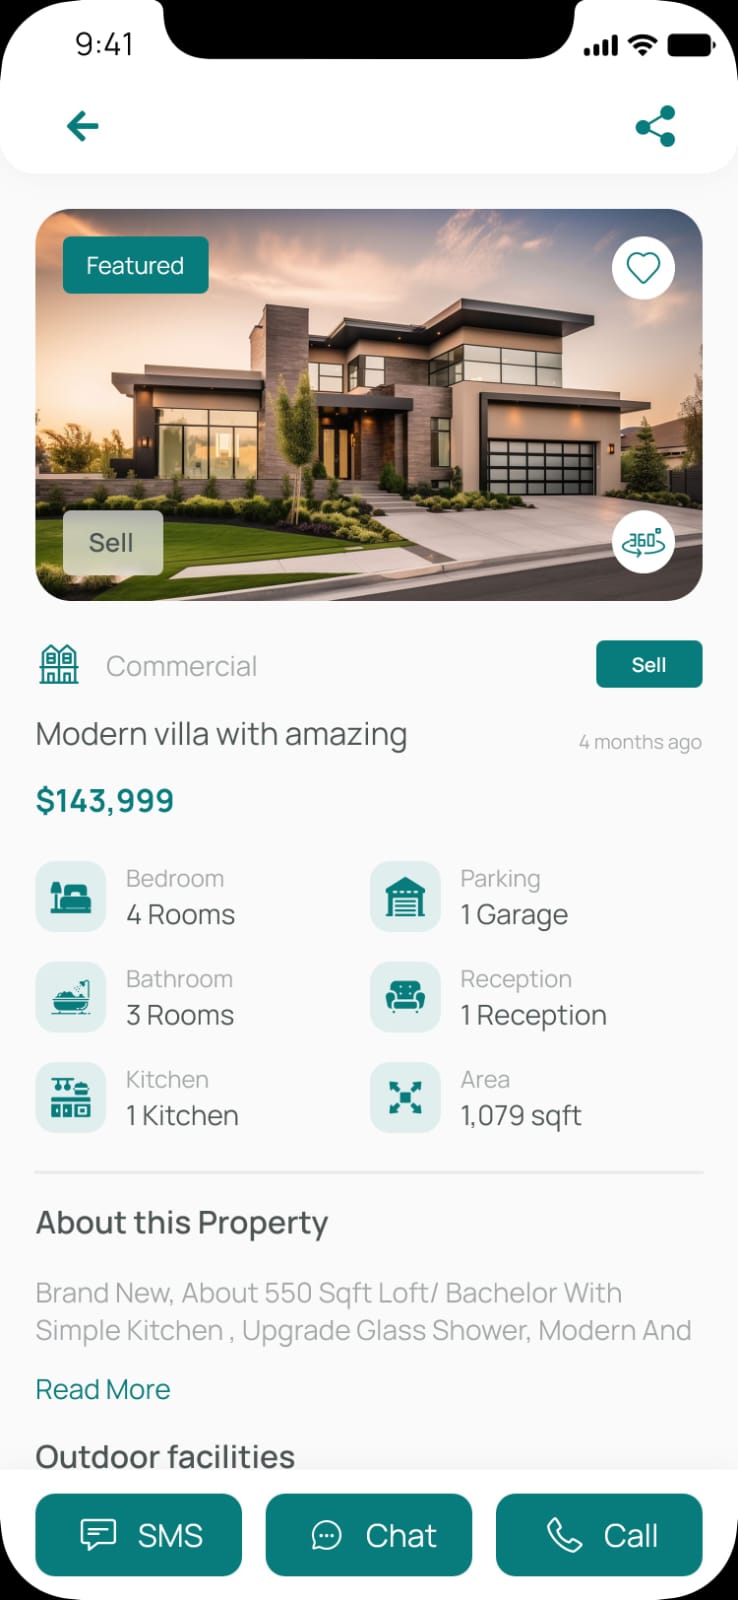 9:41
Featured
Sell
360°
Commercial
Sell
Modern villa with amazing
4 months ago
$143,999
Bedroom
4 Rooms
Parking
1 Garage
Bathroom
3 Rooms
Reception
1 Reception
Kitchen
1 Kitchen
Area
1,079 sqft
About this Property
Brand New, About 550 Sqft Loft/ Bachelor With
Simple Kitchen , Upgrade Glass Shower, Modern And
Read More
Outdoor facilities
SMS
Chat
Call